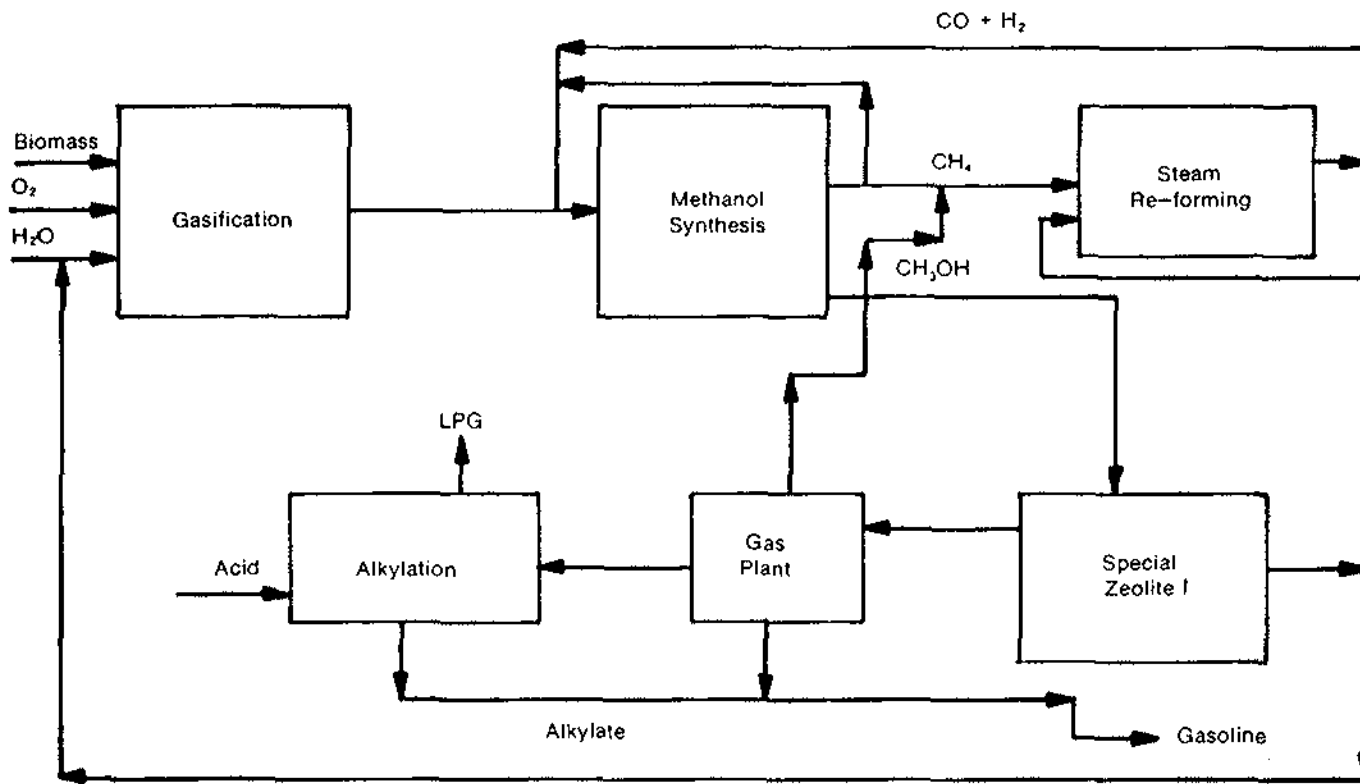 CO + H₂
Biomass
O₂
H₂O
Gasification
Methanol
Synthesis
CH₄
CH₃OH
Steam
Re-forming
LPG
Acid
Alkylation
Gas
Plant
Special
Zeolite
Alkylate
Gasoline